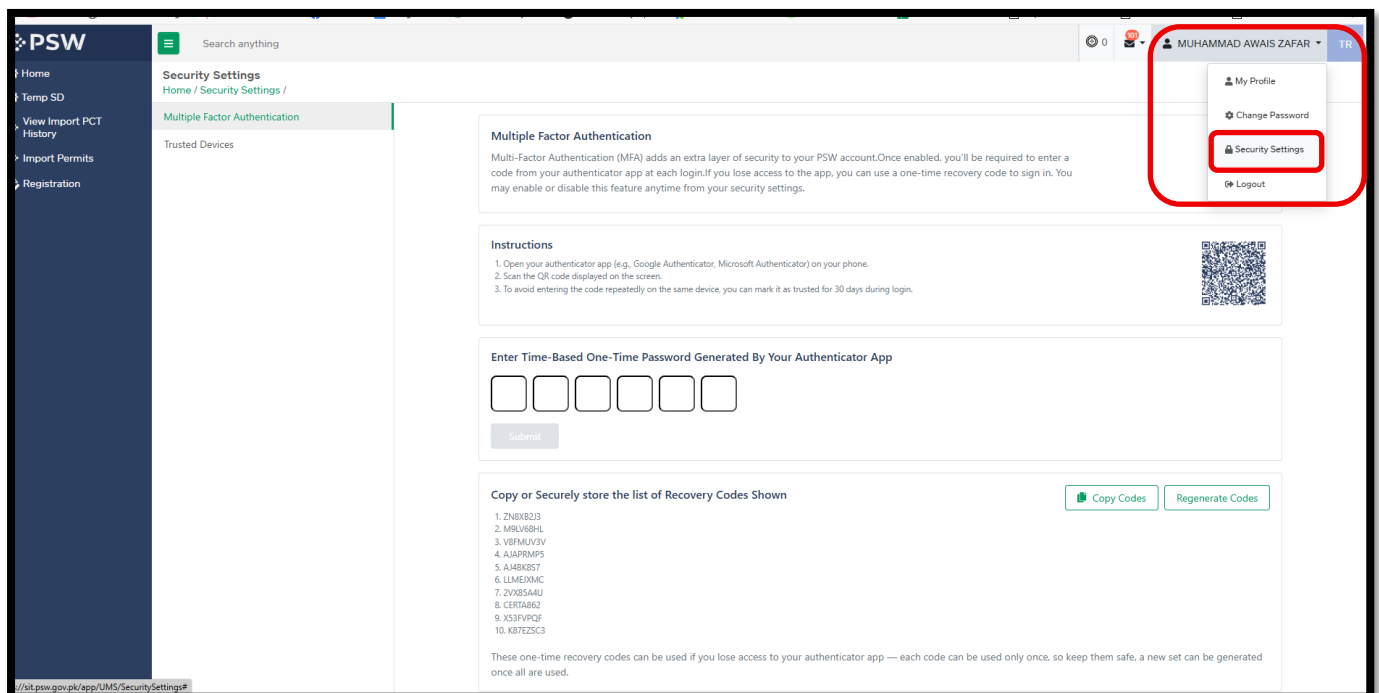 PSW
Search anything
0
101
MUHAMMAD AWAIS ZAFAR
TR
Home
Temp SD
View Import PCT
History
Import Permits
Registration
Security Settings
Home / Security Settings /
Multiple Factor Authentication
Trusted Devices
My Profile
Change Password
Security Settings
Logout
Multiple Factor Authentication
Multi-Factor Authentication (MFA) adds an extra layer of security to your PSW account.Once enabled, you'll be required to enter a
code from your authenticator app at each login.If you lose access to the app, you can use a one-time recovery code to sign in. You
may enable or disable this feature anytime from your security settings.
Instructions
1. Open your authenticator app (e.g., Google Authenticator, Microsoft Authenticator) on your phone.
2. Scan the QR code displayed on the screen.
3. To avoid entering the code repeatedly on the same device, you can mark it as trusted for 30 days during login.
Enter Time-Based One-Time Password Generated By Your Authenticator App
Submit
Copy or Securely store the list of Recovery Codes Shown
Copy Codes
Regenerate Codes
1. ZN8XB2J3
2. M9LV68HL
3. V8FMUV3V
4. AJAPRMP5
5. AJ4BK8S7
6. LLMEJXMC
7. 2VX85A4U
8. CERTA862
9. X53FVPQF
10. K87EZSC3
These one-time recovery codes can be used if you lose access to your authenticator app — each code can be used only once, so keep them safe, a new set can be generated
once all are used.
://sit.psw.gov.pk/app/UMS/SecuritySettings#